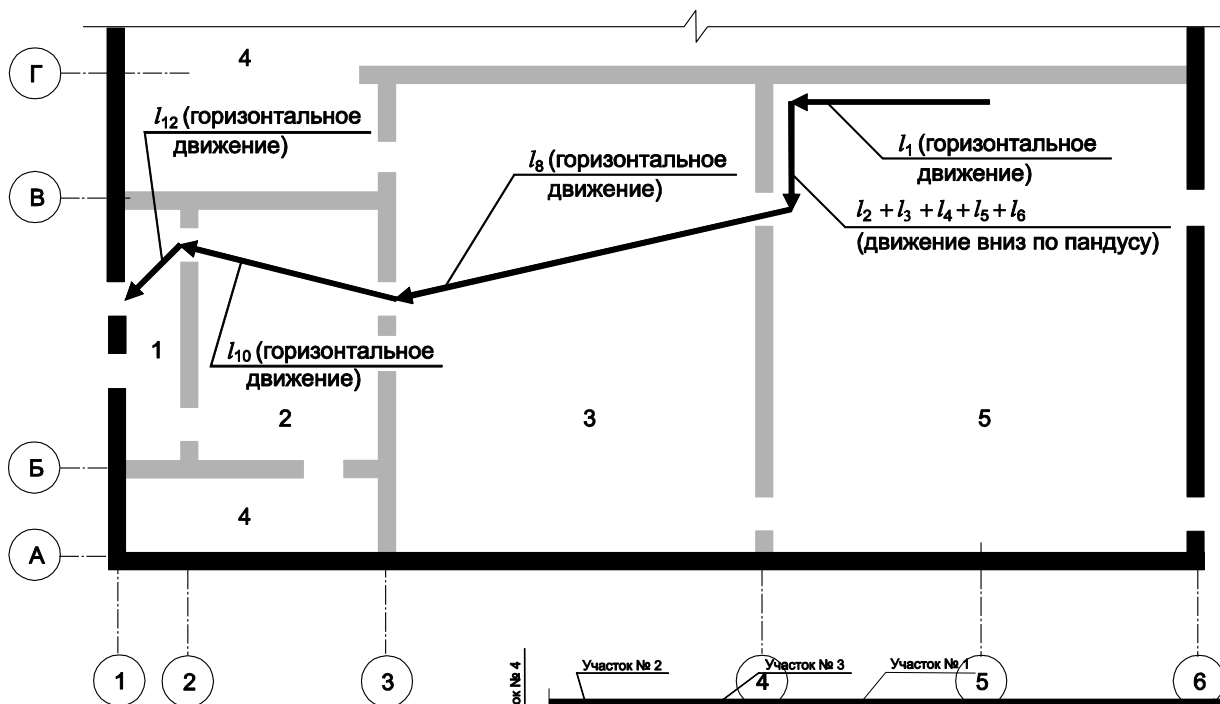 4
Г
l12 (горизонтальное
движение)
l8 (горизонтальное
движение)
l1 (горизонтальное
движение)
В
l2 + l3 + l4 + l5 + l6
(движение вниз по пандусу)
1
l10 (горизонтальное
движение)
2
3
5
Б
4
А
ок № 4
Участок № 2
Участок № 3
Участок № 1
1
2
3
4
5
6